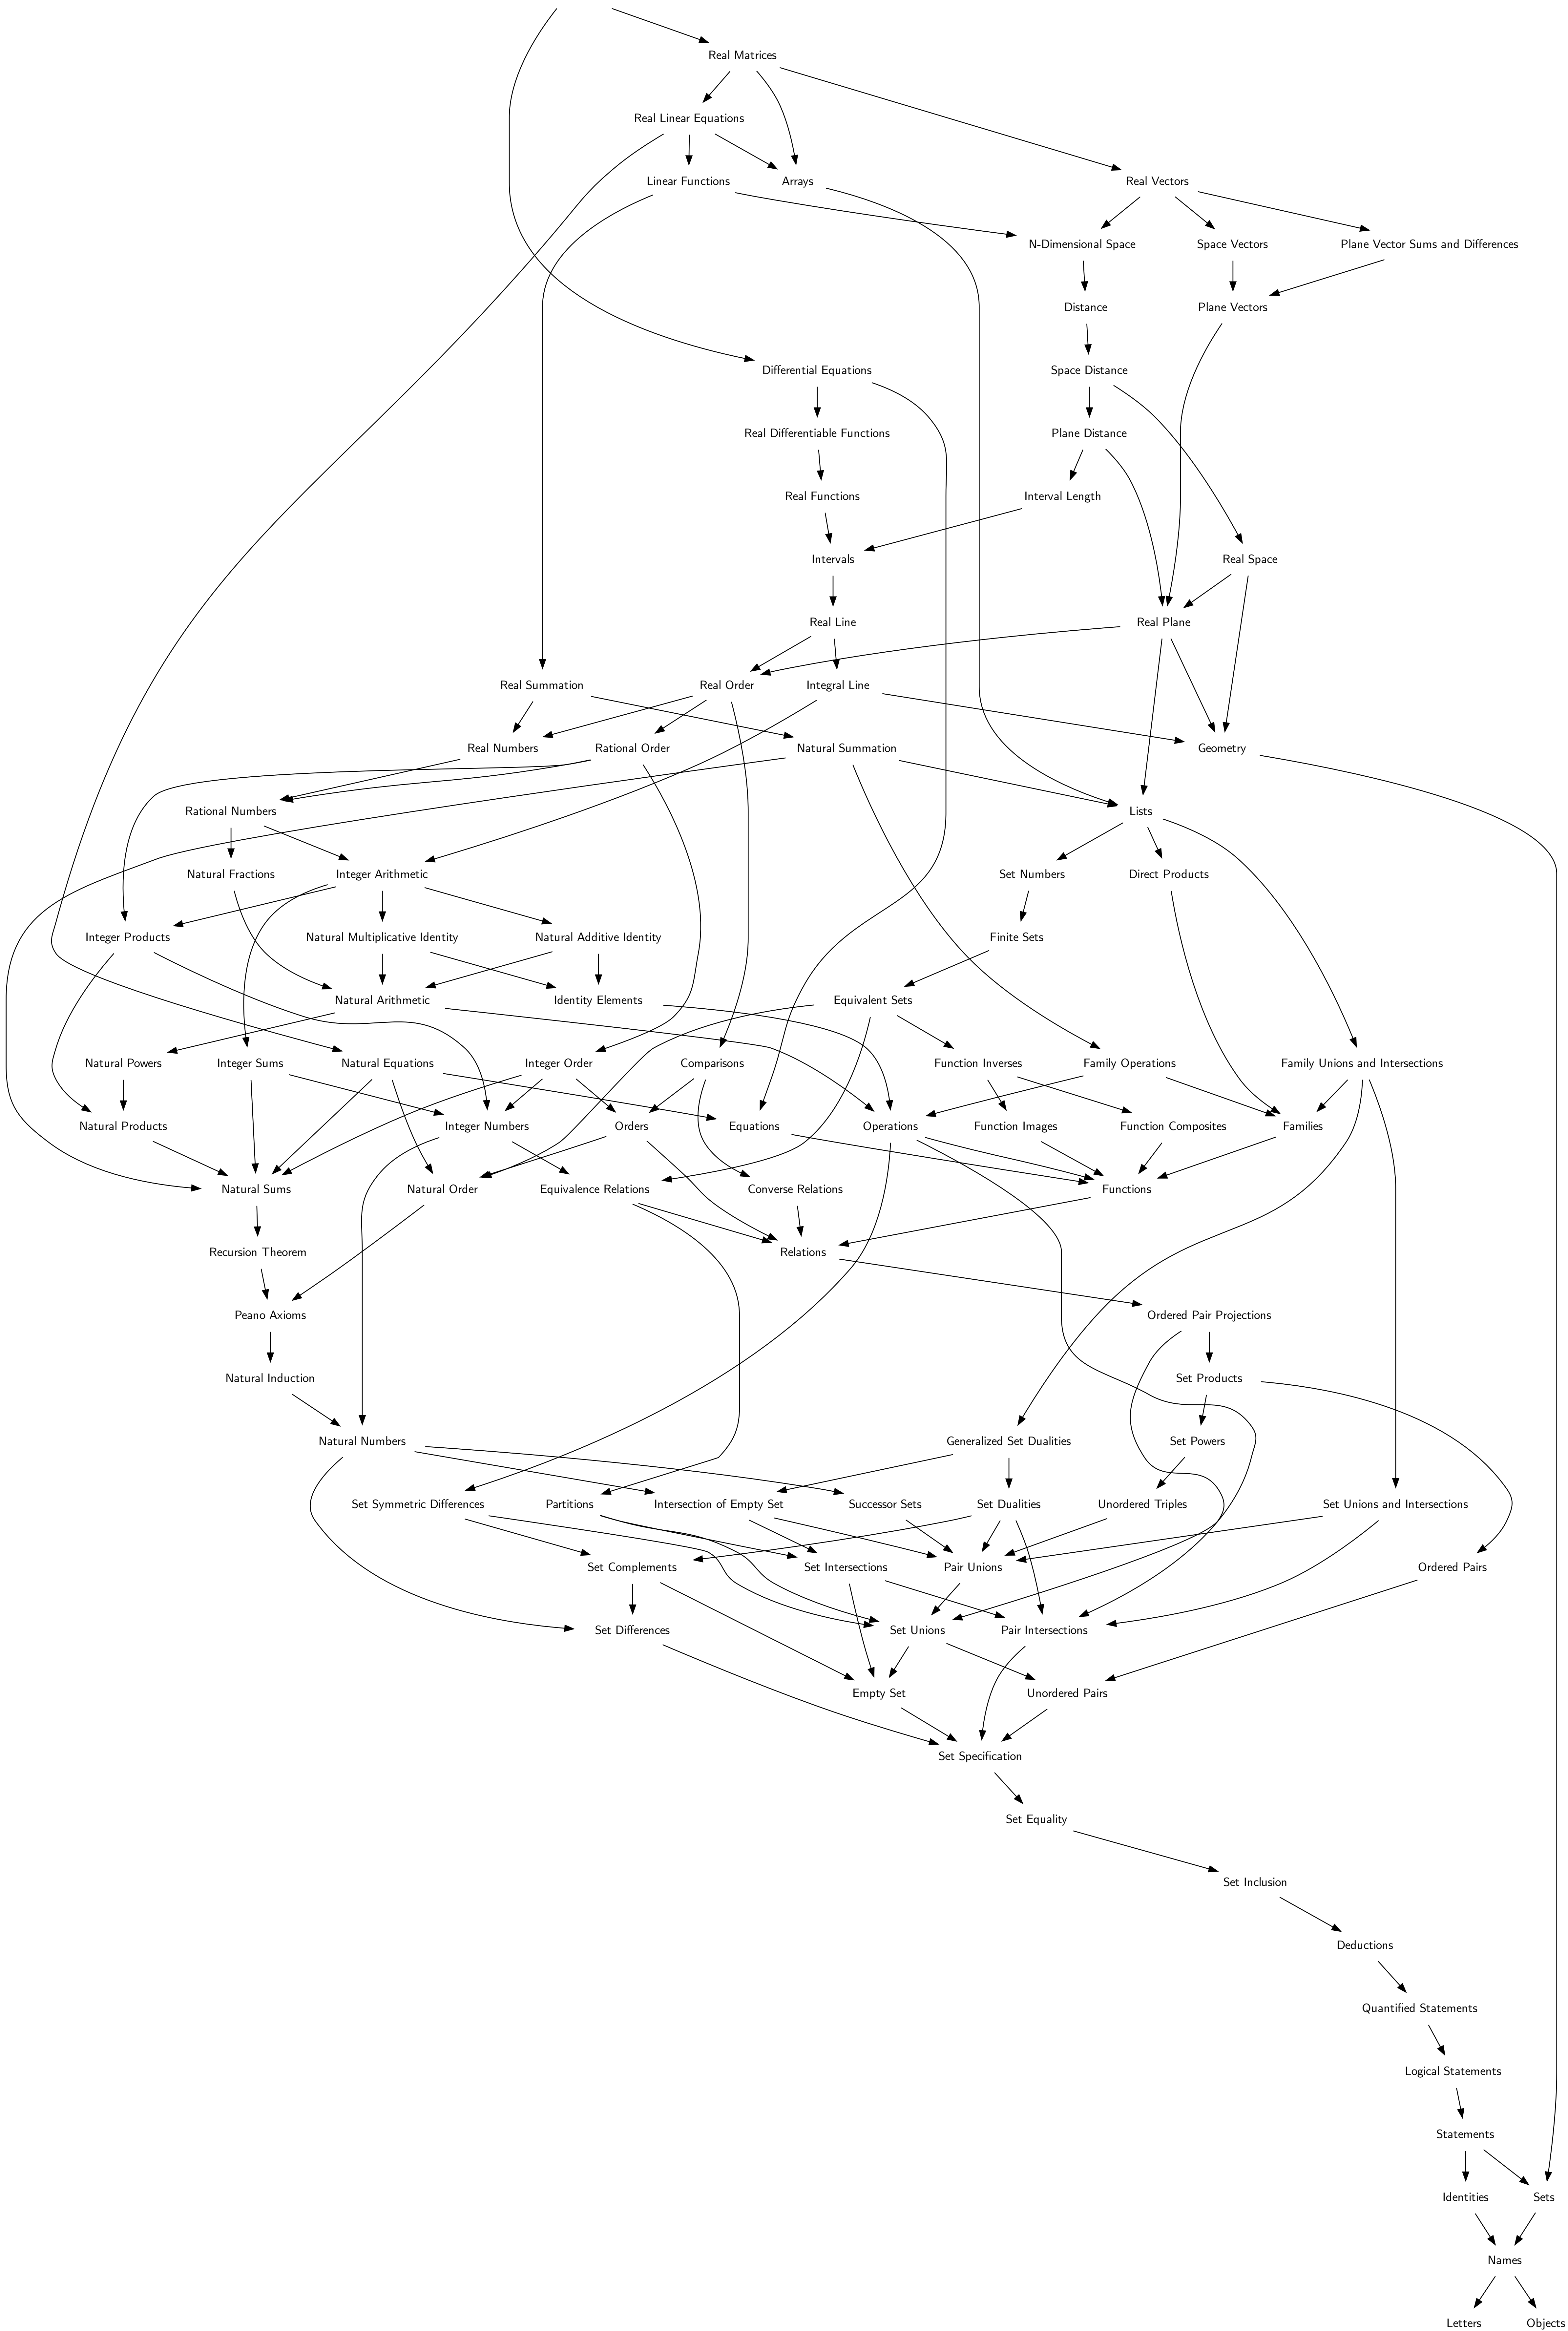 Real Matrices
Real Linear Equations
Linear Functions
Arrays
Real Vectors
N-Dimensional Space
Space Vectors
Plane Vector Sums and Differences
Distance
Plane Vectors
Differential Equations
Space Distance
Real Differentiable Functions
Plane Distance
Real Functions
Interval Length
Intervals
Real Space
Real Line
Real Plane
Real Summation
Real Order
Integral Line
Real Numbers
Rational Order
Natural Summation
Geometry
Rational Numbers
Lists
Natural Fractions
Integer Arithmetic
Set Numbers
Direct Products
Integer Products
Natural Multiplicative Identity
Natural Additive Identity
Finite Sets
Natural Arithmetic
Identity Elements
Equivalent Sets
Natural Powers
Integer Sums
Natural Equations
Integer Order
Comparisons
Function Inverses
Family Operations
Family Unions and Intersections
Natural Products
Integer Numbers
Orders
Equations
Operations
Function Images
Function Composites
Families
Natural Sums
Natural Order
Equivalence Relations
Converse Relations
Functions
Recursion Theorem
Relations
Peano Axioms
Ordered Pair Projections
Natural Induction
Set Products
Natural Numbers
Generalized Set Dualities
Set Powers
Set Symmetric Differences
Partitions
Intersection of Empty Set
Successor Sets
Set Dualities
Unordered Triples
Set Unions and Intersections
Set Complements
Set Intersections
Pair Unions
Ordered Pairs
Set Differences
Set Unions
Pair Intersections
Empty Set
Unordered Pairs
Set Specification
Set Equality
Set Inclusion
Deductions
Quantified Statements
Logical Statements
Statements
Identities
Sets
Names
Letters
Objects